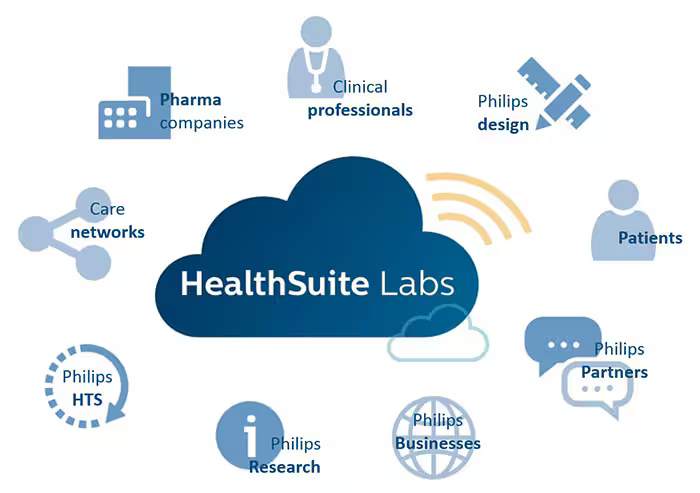 Clinical
professionals
Pharma
companies
Philips
design
Care
networks
Patients
HealthSuite Labs
Philips
HTS
Philips
Partners
Philips
Research
Philips
Businesses